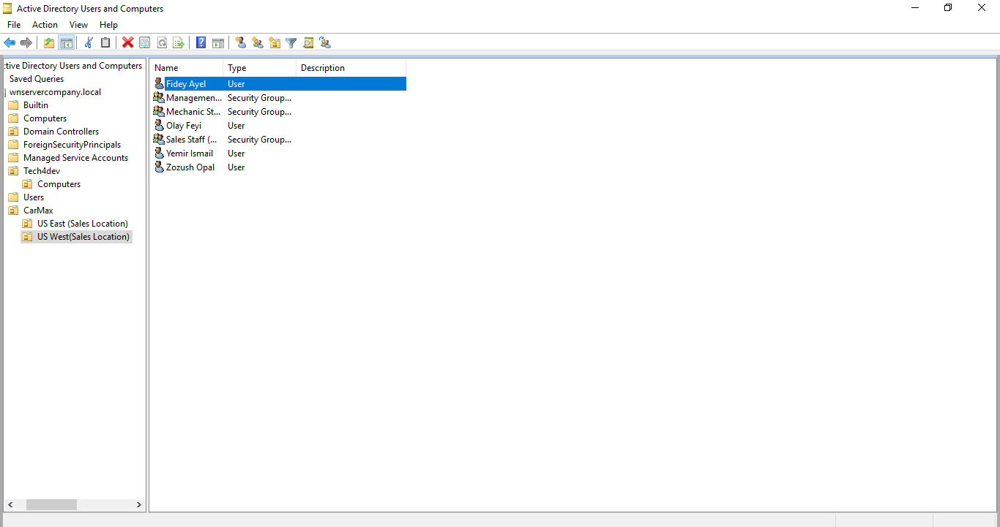 Active Directory Users and Computers
File Action View Help
ctive Directory Users and Computers
Saved Queries
wnservercompany.local
Builtin
Computers
Domain Controllers
ForeignSecurityPrincipals
Managed Service Accounts
Tech4dev
Computers
Users
CarMax
US East (Sales Location)
US West(Sales Location)
Name Type Description
Fidey Ayel User
Managemen... Security Group...
Mechanic St... Security Group...
Olay Feyi User
Sales Staff (... Security Group...
Yemir Ismail User
Zozush Opal User